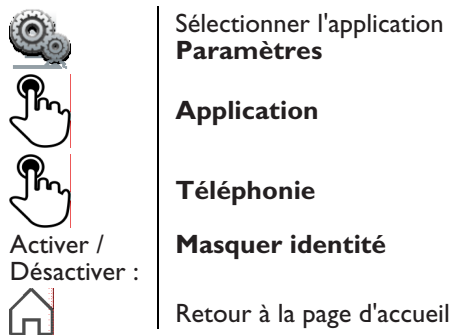 Sélectionner l'application
Paramètres
Application
Téléphonie
Activer /
Désactiver :
Masquer identité
Retour à la page d'accueil